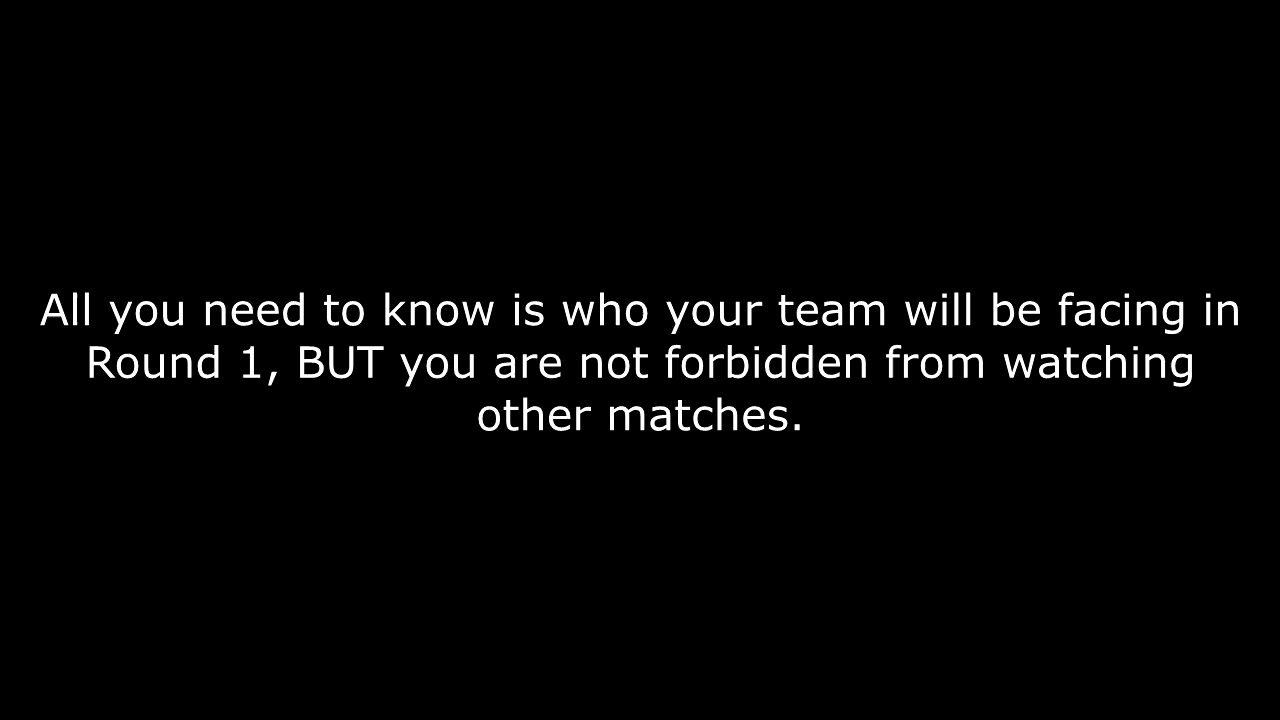 All you need to know is who your team will be facing in
Round 1, BUT you are not forbidden from watching
other matches.